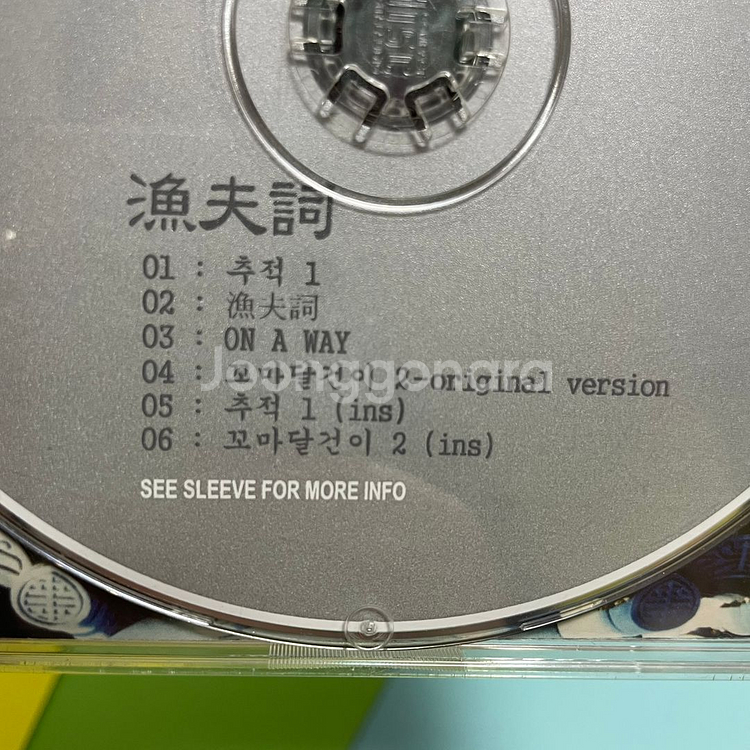 漁夫詞
01 : 추적 1
02 : 漁夫詞
03 : ON A WAY
04 : 꼬마달건이 2-original version
05 : 추적 1 (ins)
06 : 꼬마달건이 2 (ins)
SEE SLEEVE FOR MORE INFO
Joonggonara